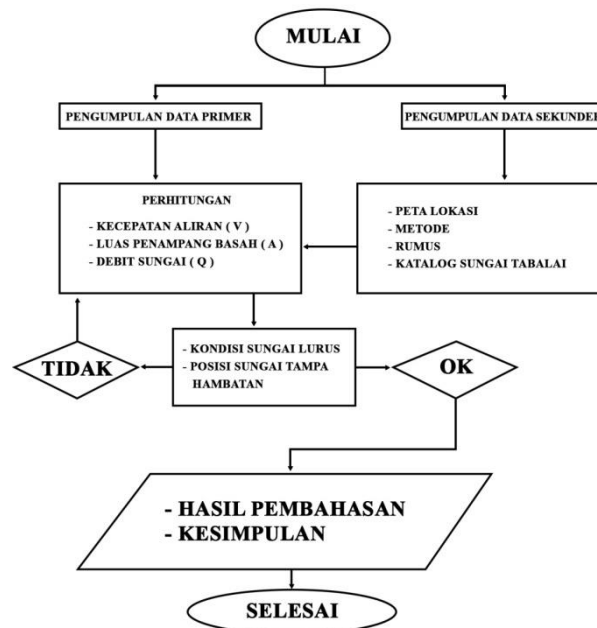 MULAI
PENGUMPULAN DATA PRIMER
PENGUMPULAN DATA SEKUNDER
PERHITUNGAN
- KECEPATAN ALIRAN ( V )
- LUAS PENAMPANG BASAH ( A )
- DEBIT SUNGAI ( Q )
- PETA LOKASI
- METODE
- RUMUS
- KATALOG SUNGAI TABALAI
TIDAK
- KONDISI SUNGAI LURUS
- POSISI SUNGAI TAMPA
HAMBATAN
OK
- HASIL PEMBAHASAN
- KESIMPULAN
SELESAI